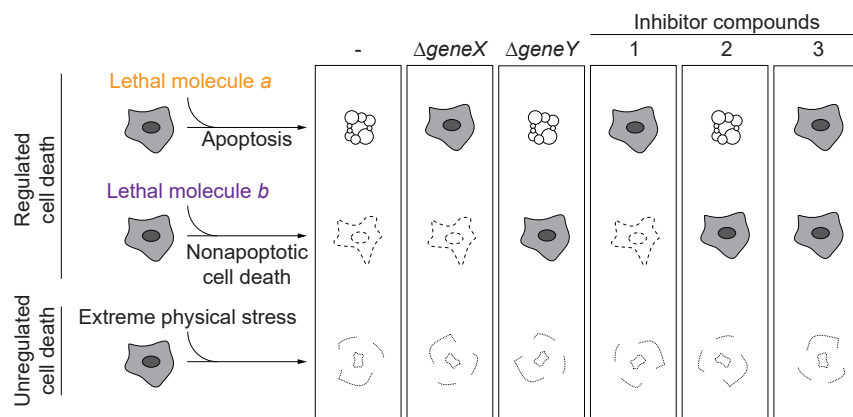 Inhibitor compounds
- ΔgeneX ΔgeneY 1 2 3
Regulated
cell death
Lethal molecule a
Apoptosis
Lethal molecule b
Nonapoptotic
cell death
Unregulated
cell death
Extreme physical stress